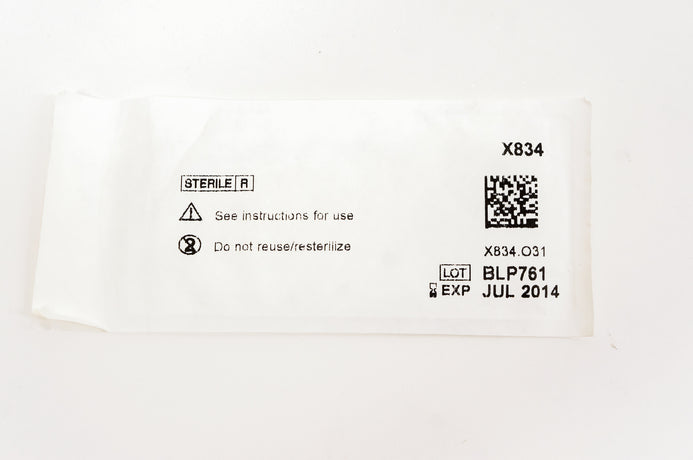 X834
STERILE R
See instructions for use
Do not reuse/resterilize
X834.O31
LOT BLP761
EXP JUL 2014